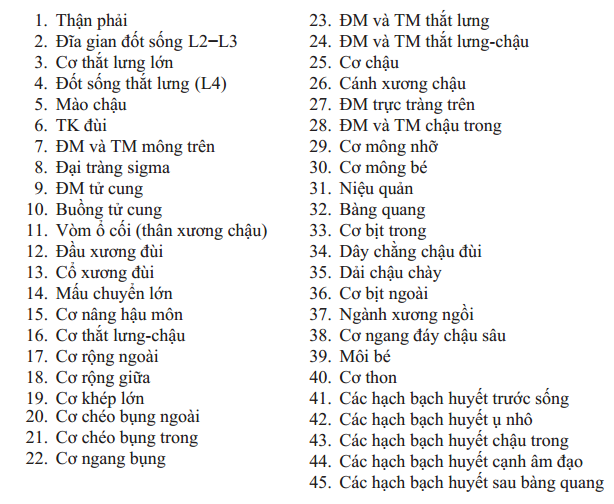 1. Thận phải
2. Đĩa gian đốt sống L2–L3
3. Cơ thắt lưng lớn
4. Đốt sống thắt lưng (L4)
5. Mào chậu
6. TK đùi
7. ĐM và TM mông trên
8. Đại tràng sigma
9. ĐM tử cung
10. Buồng tử cung
11. Vòm ổ cối (thân xương chậu)
12. Đầu xương đùi
13. Cổ xương đùi
14. Mấu chuyển lớn
15. Cơ nâng hậu môn
16. Cơ thắt lưng-chậu
17. Cơ rộng ngoài
18. Cơ rộng giữa
19. Cơ khép lớn
20. Cơ chéo bụng ngoài
21. Cơ chéo bụng trong
22. Cơ ngang bụng
23. ĐM và TM thắt lưng
24. ĐM và TM thắt lưng-chậu
25. Cơ chậu
26. Cánh xương chậu
27. ĐM trực tràng trên
28. ĐM và TM chậu trong
29. Cơ mông nhỡ
30. Cơ mông bé
31. Niệu quản
32. Bàng quang
33. Cơ bịt trong
34. Dây chằng chậu đùi
35. Dải chậu chày
36. Cơ bịt ngoài
37. Ngành xương ngồi
38. Cơ ngang đáy chậu sâu
39. Môi bé
40. Cơ thon
41. Các hạch bạch huyết trước sống
42. Các hạch bạch huyết ụ nhô
43. Các hạch bạch huyết chậu trong
44. Các hạch bạch huyết cạnh âm đạo
45. Các hạch bạch huyết sau bàng quang